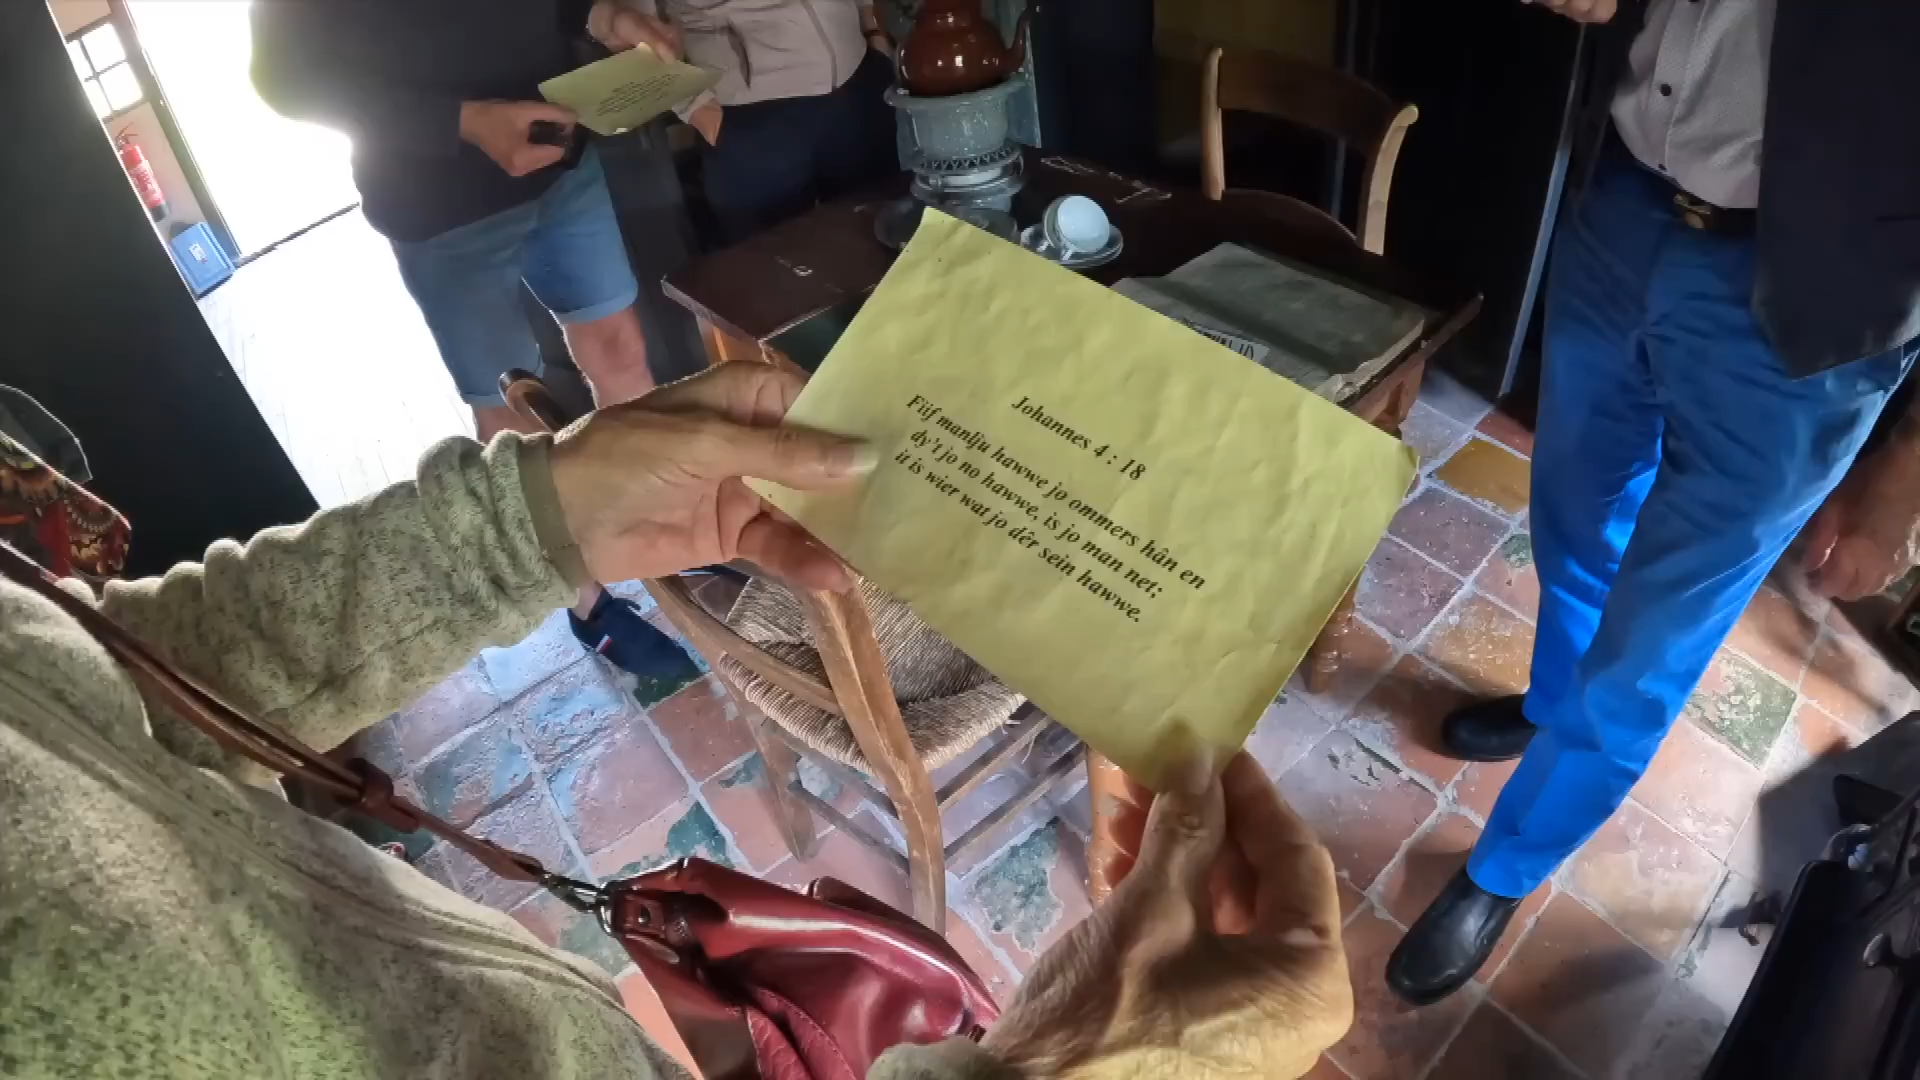 Johannes 4 : 18
Fiif manlju hawwe jo ommers hân en
dy't jo no hawwe, is jo man net;
it is wier wat jo dêr sein hawwe.